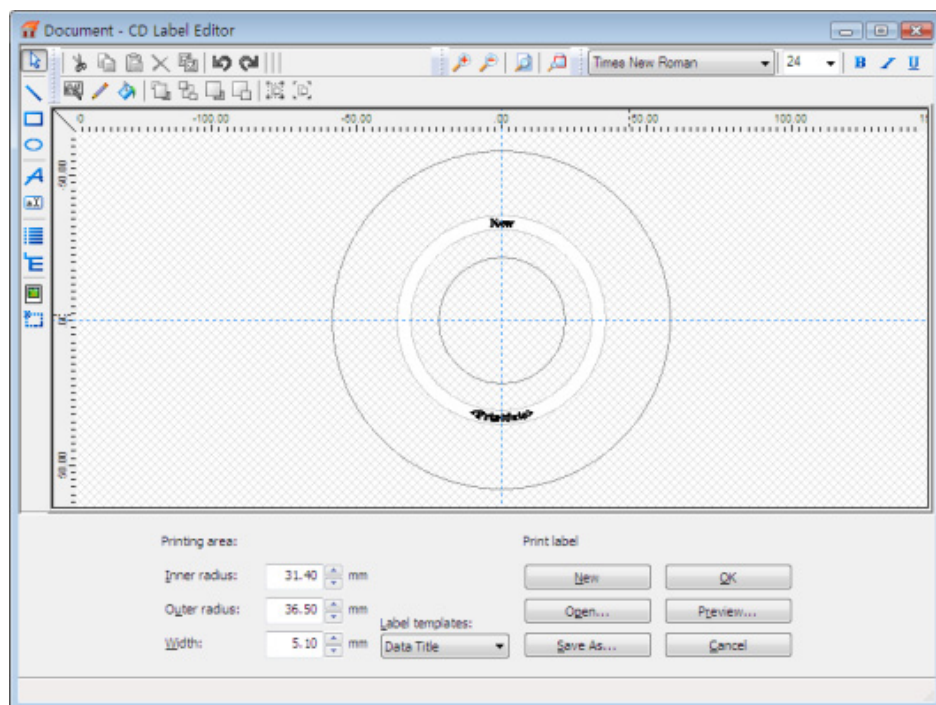 Document - CD Label Editor
Times New Roman 24 B I U
0 -100.00 -50.00 .00 50.00 100.00
-50.00
New
50.00
Printing area: Print label
Inner radius: 31.40 mm New OK
Outer radius: 36.50 mm Open... Preview...
Label templates:
Width: 5.10 mm Data Title Save As... Cancel